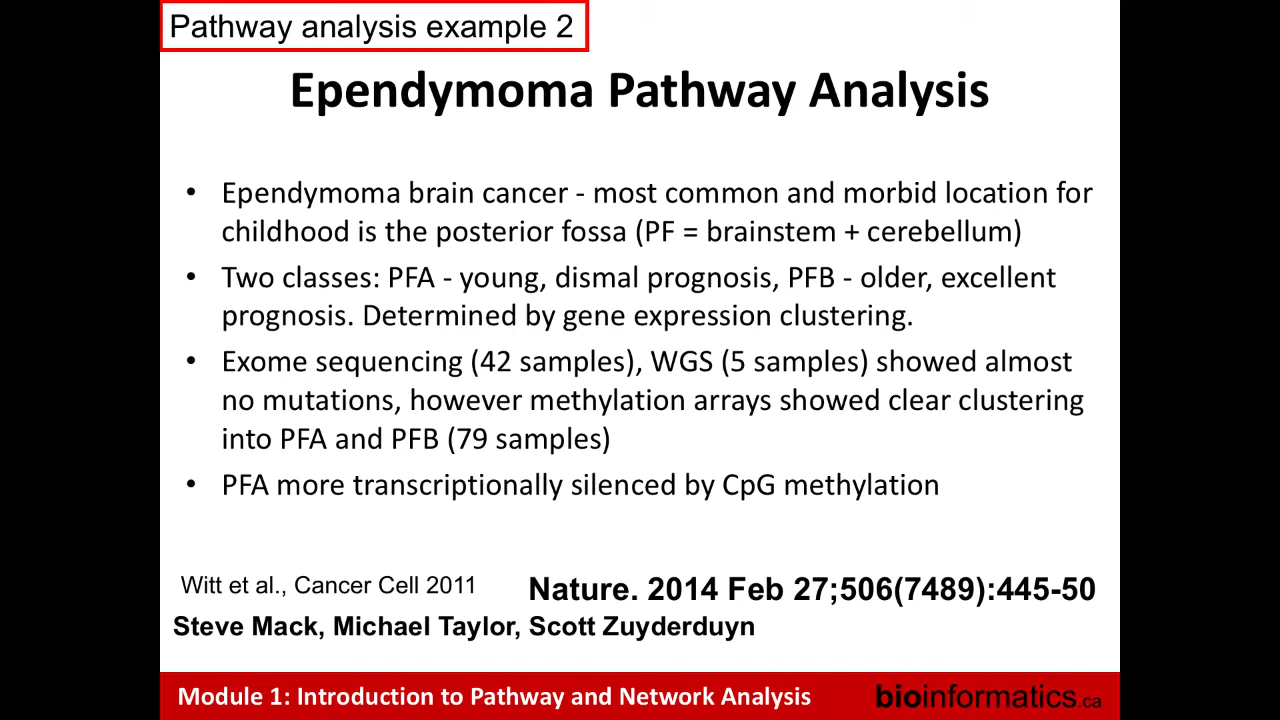 Pathway analysis example 2
Ependymoma Pathway Analysis
• Ependymoma brain cancer - most common and morbid location for
childhood is the posterior fossa (PF = brainstem + cerebellum)
• Two classes: PFA - young, dismal prognosis, PFB - older, excellent
prognosis. Determined by gene expression clustering.
• Exome sequencing (42 samples), WGS (5 samples) showed almost
no mutations, however methylation arrays showed clear clustering
into PFA and PFB (79 samples)
• PFA more transcriptionally silenced by CpG methylation
Witt et al., Cancer Cell 2011
Nature. 2014 Feb 27;506(7489):445-50
Steve Mack, Michael Taylor, Scott Zuyderduyn
Module 1: Introduction to Pathway and Network Analysis
bioinformatics.ca